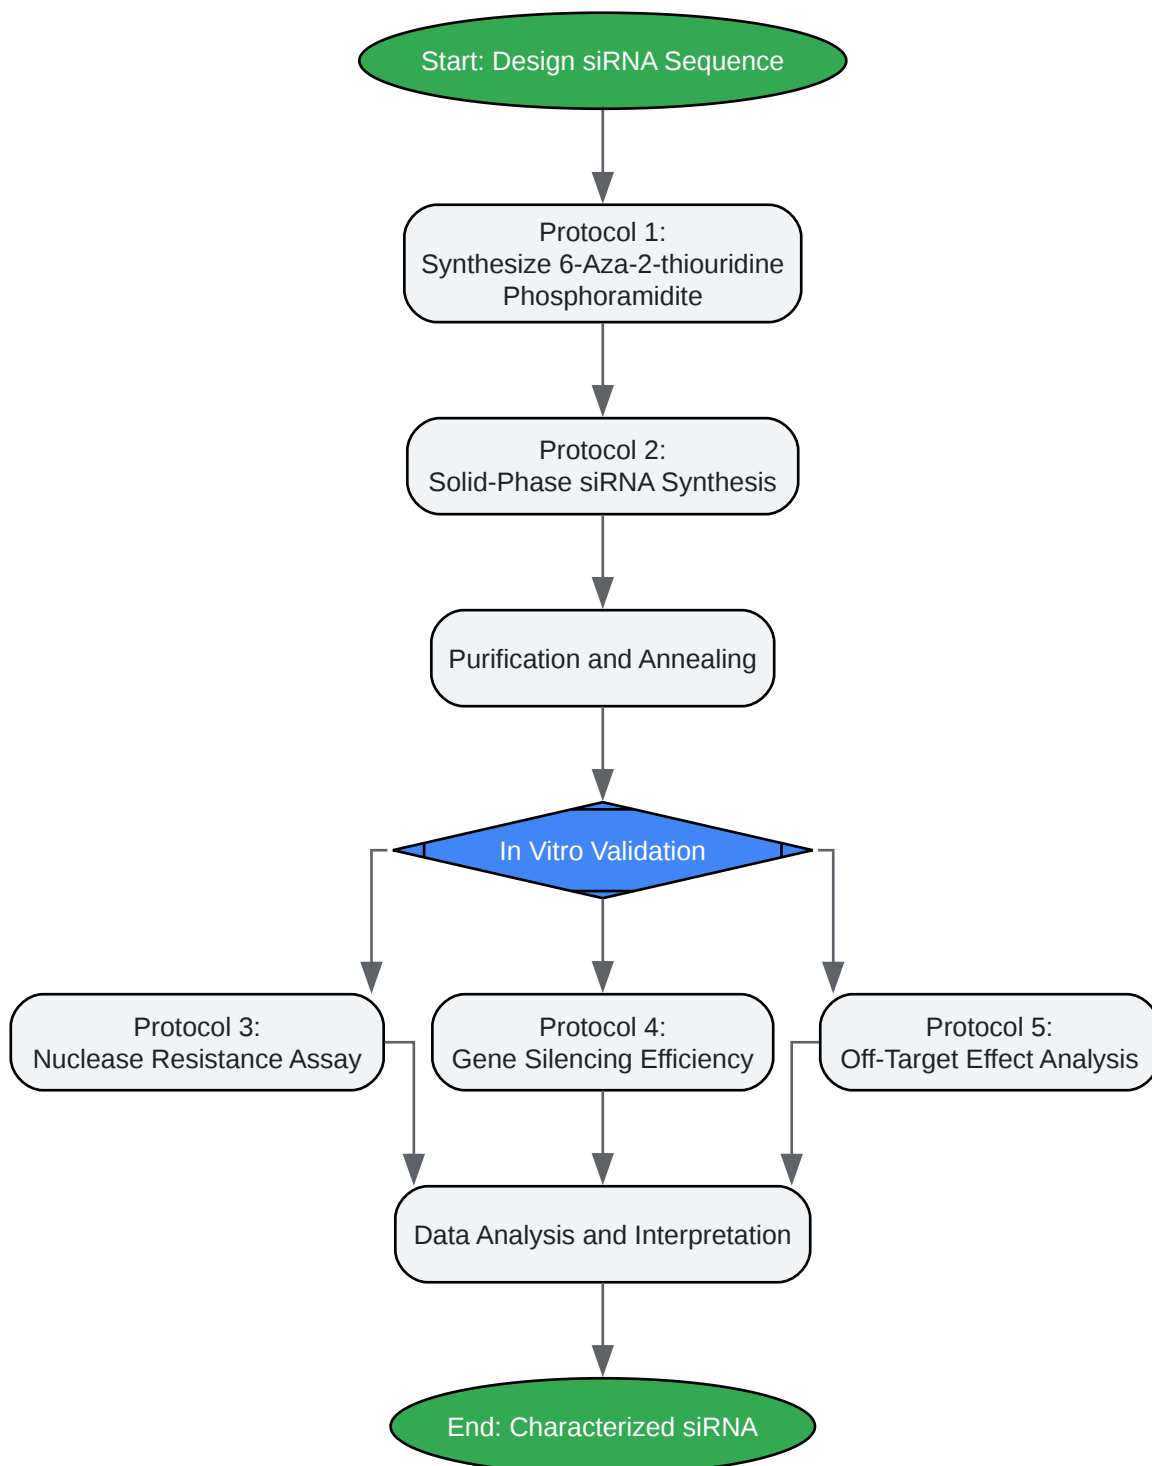 Start: Design siRNA Sequence
Protocol 1:
Synthesize 6-Aza-2-thiouridine
Phosphoramidite
Protocol 2:
Solid-Phase siRNA Synthesis
Purification and Annealing
In Vitro Validation
Protocol 3:
Nuclease Resistance Assay
Protocol 4:
Gene Silencing Efficiency
Protocol 5:
Off-Target Effect Analysis
Data Analysis and Interpretation
End: Characterized siRNA